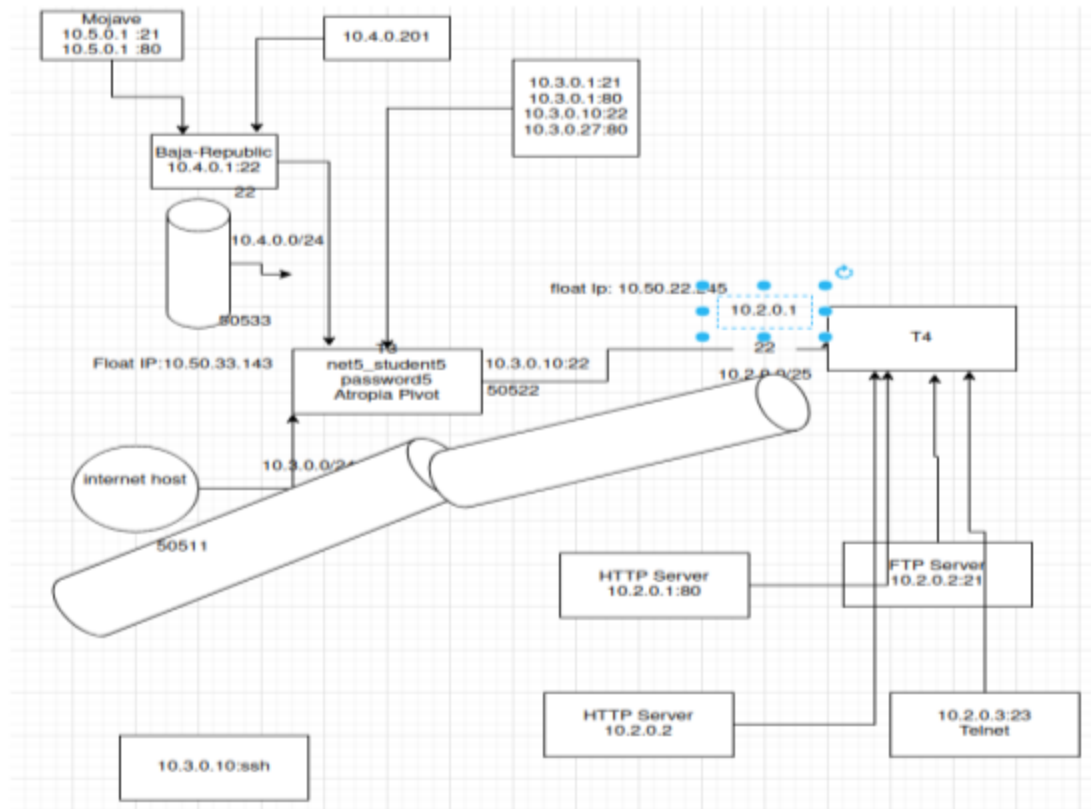 Mojave
10.5.0.1 :21
10.5.0.1 :80
10.4.0.201
10.3.0.1:21
10.3.0.1:80
10.3.0.10:22
10.3.0.27:80
Baja-Republic
10.4.0.1:22
22
10.4.0.0/24
50533
float Ip: 10.50.22.245
10.2.0.1
T4
22
10.2.0.0/25
Float IP:10.50.33.143
T3
net5_student5
password5
Atropia Pivot
10.3.0.10:22
50522
10.3.0.0/24
internet host
50511
HTTP Server
10.2.0.1:80
FTP Server
10.2.0.2:21
HTTP Server
10.2.0.2
10.2.0.3:23
Telnet
10.3.0.10:ssh